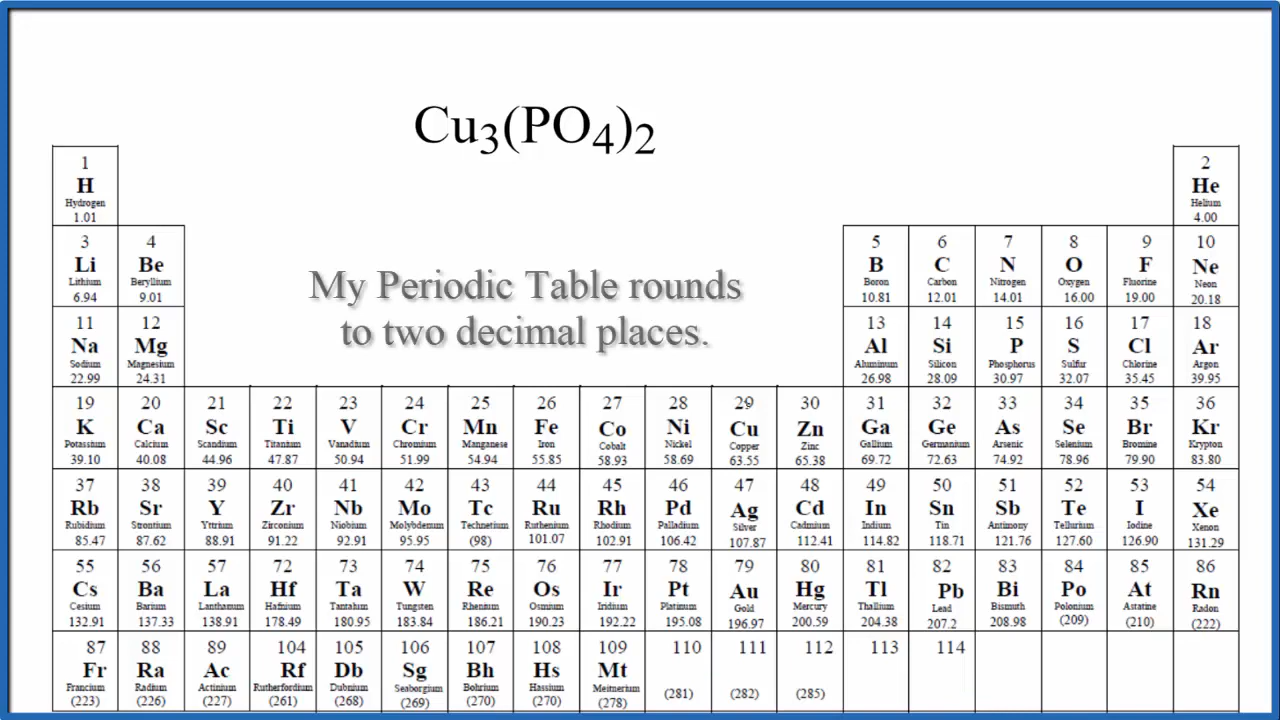 Cu3(PO4)2
1 2
H He
Hydrogen Helium
1.01 4.00
My Periodic Table rounds
to two decimal places.
3 4 5 6 7 8 9 10
Li Be B C N O F Ne
Lithium Beryllium Boron Carbon Nitrogen Oxygen Fluorine Neon
6.94 9.01 10.81 12.01 14.01 16.00 19.00 20.18
11 12 13 14 15 16 17 18
Na Mg Al Si P S Cl Ar
Sodium Magnesium Aluminum Silicon Phosphorus Sulfur Chlorine Argon
22.99 24.31 26.98 28.09 30.97 32.07 35.45 39.95
19 20 21 22 23 24 25 26 27 28 29 30 31 32 33 34 35 36
K Ca Sc Ti V Cr Mn Fe Co Ni Cu Zn Ga Ge As Se Br Kr
Potassium Calcium Scandium Titanium Vanadium Chromium Manganese Iron Cobalt Nickel Copper Zinc Gallium Germanium Arsenic Selenium Bromine Krypton
39.10 40.08 44.96 47.87 50.94 51.99 54.94 55.85 58.93 58.69 63.55 65.38 69.72 72.63 74.92 78.96 79.90 83.80
37 38 39 40 41 42 43 44 45 46 47 48 49 50 51 52 53 54
Rb Sr Y Zr Nb Mo Tc Ru Rh Pd Ag Cd In Sn Sb Te I Xe
Rubidium Strontium Yttrium Zirconium Niobium Molybdenum Technetium Ruthenium Rhodium Palladium Silver Cadmium Indium Tin Antimony Tellurium Iodine Xenon
85.47 87.62 88.91 91.22 92.91 95.95 (98) 101.07 102.91 106.42 107.87 112.41 114.82 118.71 121.76 127.60 126.90 131.29
55 56 57 72 73 74 75 76 77 78 79 80 81 82 83 84 85 86
Cs Ba La Hf Ta W Re Os Ir Pt Au Hg Tl Pb Bi Po At Rn
Cesium Barium Lanthanum Hafnium Tantalum Tungsten Rhenium Osmium Iridium Platinum Gold Mercury Thallium Lead Bismuth Polonium Astatine Radon
132.91 137.33 138.91 178.49 180.95 183.84 186.21 190.23 192.22 195.08 196.97 200.59 204.38 207.2 208.98 (209) (210) (222)
87 88 89 104 105 106 107 108 109 110 111 112 113 114
Fr Ra Ac Rf Db Sg Bh Hs Mt
Francium Radium Actinium Rutherfordium Dubnium Seaborgium Bohrium Hassium Meitnerium
(223) (226) (227) (261) (268) (269) (270) (270) (278) (281) (282) (285)